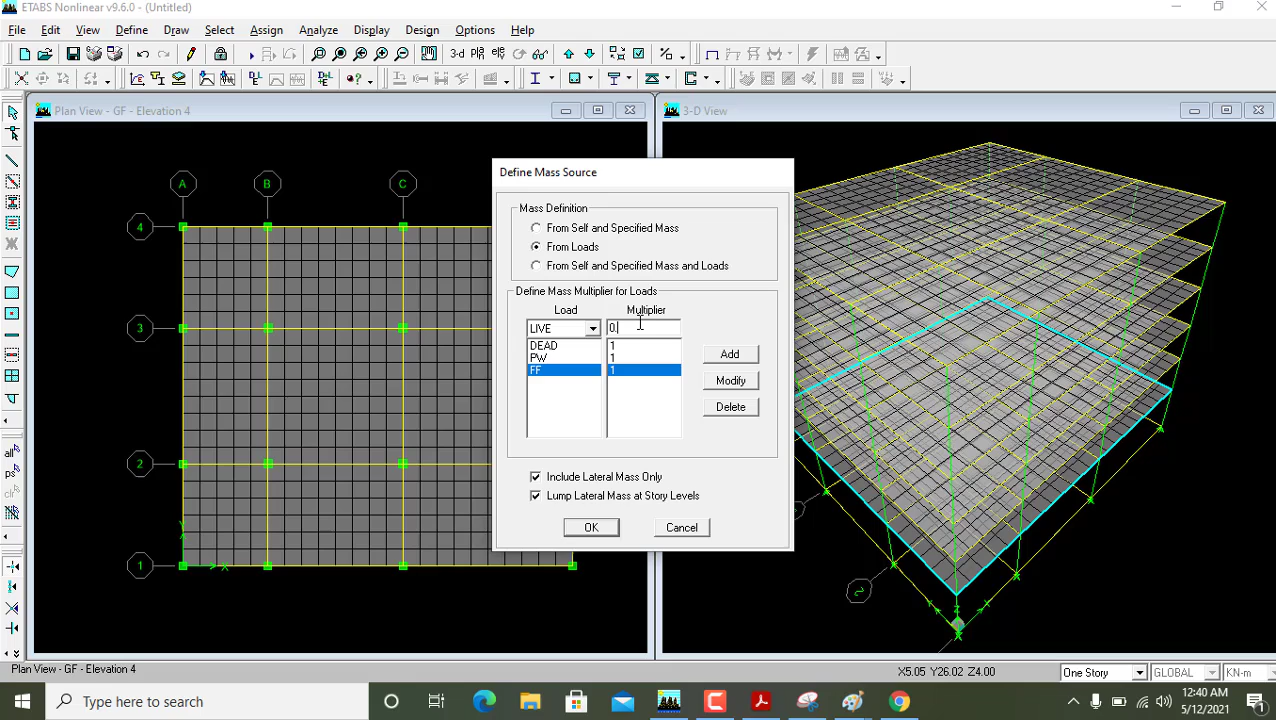 ETABS Nonlinear v9.6.0 - (Untitled)
File Edit View Define Draw Select Assign Analyze Display Design Options Help
3-d
Plan View - GF - Elevation 4
3-D View
A B C
4
3
2
1
Y
X
all
ps
clr
Define Mass Source
Mass Definition
From Self and Specified Mass
From Loads
From Self and Specified Mass and Loads
Define Mass Multiplier for Loads
Load Multiplier
LIVE 0.
DEAD 1
PW 1
FF 1
Add
Modify
Delete
Include Lateral Mass Only
Lump Lateral Mass at Story Levels
OK Cancel
2
Z
Y
X
Plan View - GF - Elevation 4
X5.05 Y26.02 Z4.00
One Story
GLOBAL
KN-m
Type here to search
12:40 AM
5/12/2021